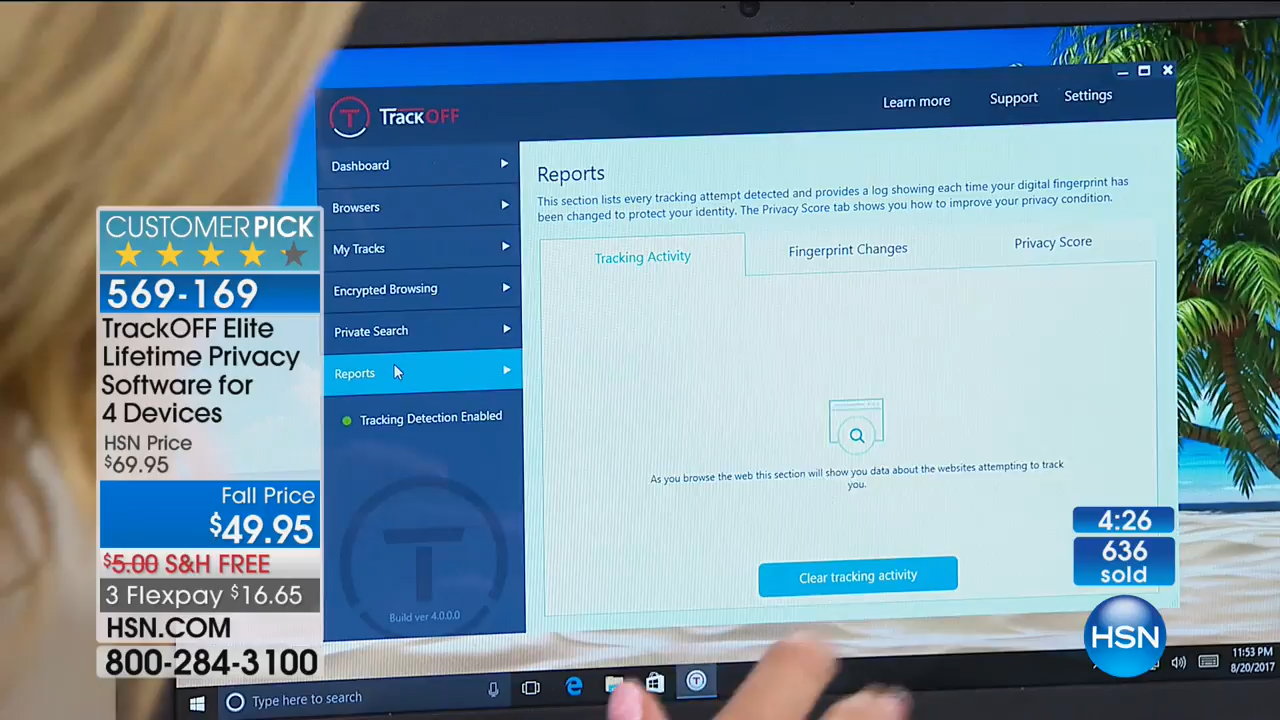 TrackOFF
Learn more
Support
Settings
Dashboard
Browsers
My Tracks
Encrypted Browsing
Private Search
Reports
Tracking Detection Enabled
Build ver 4.0.0.0
Reports
This section lists every tracking attempt detected and provides a log showing each time your digital fingerprint has
been changed to protect your identity. The Privacy Score tab shows you how to improve your privacy condition.
Tracking Activity
Fingerprint Changes
Privacy Score
As you browse the web this section will show you data about the websites attempting to track
you.
Clear tracking activity
CUSTOMER PICK
569-169
TrackOFF Elite
Lifetime Privacy
Software for
4 Devices
HSN Price
$69.95
Fall Price
$49.95
$5.00 S&H FREE
3 Flexpay $16.65
HSN.COM
800-284-3100
4:26
636
sold
HSN
Type here to search
11:53 PM
8/20/2017